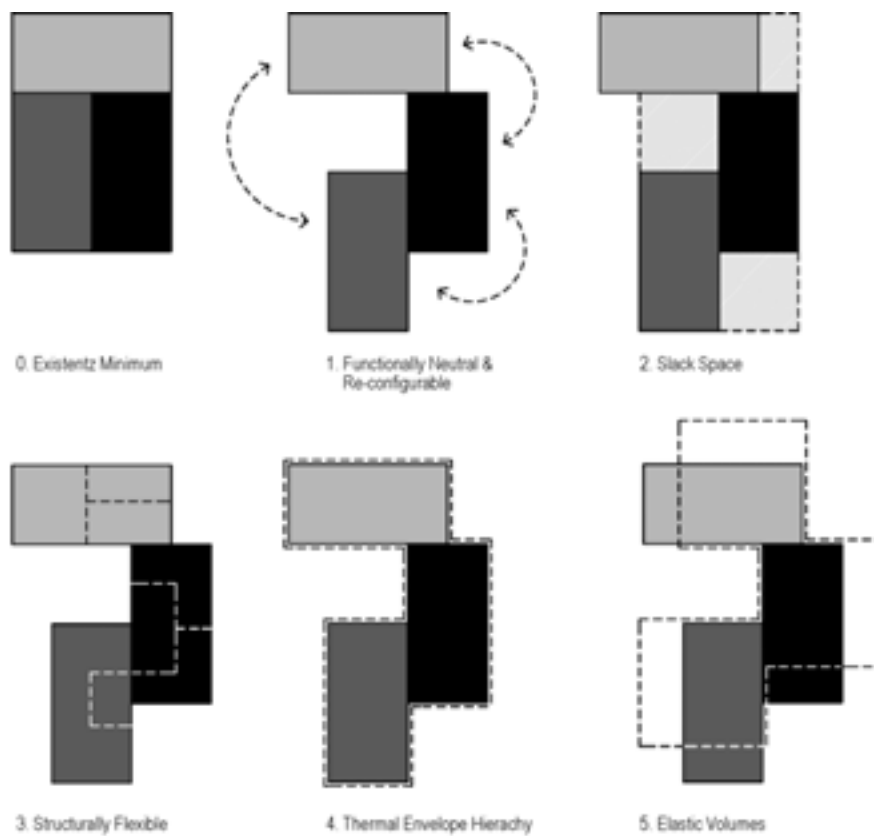 0. Existentz Minimum
1. Functionally Neutral &
Re-configurable
2. Slack Space
3. Structurally Flexible
4. Thermal Envelope Hierachy
5. Elastic Volumes